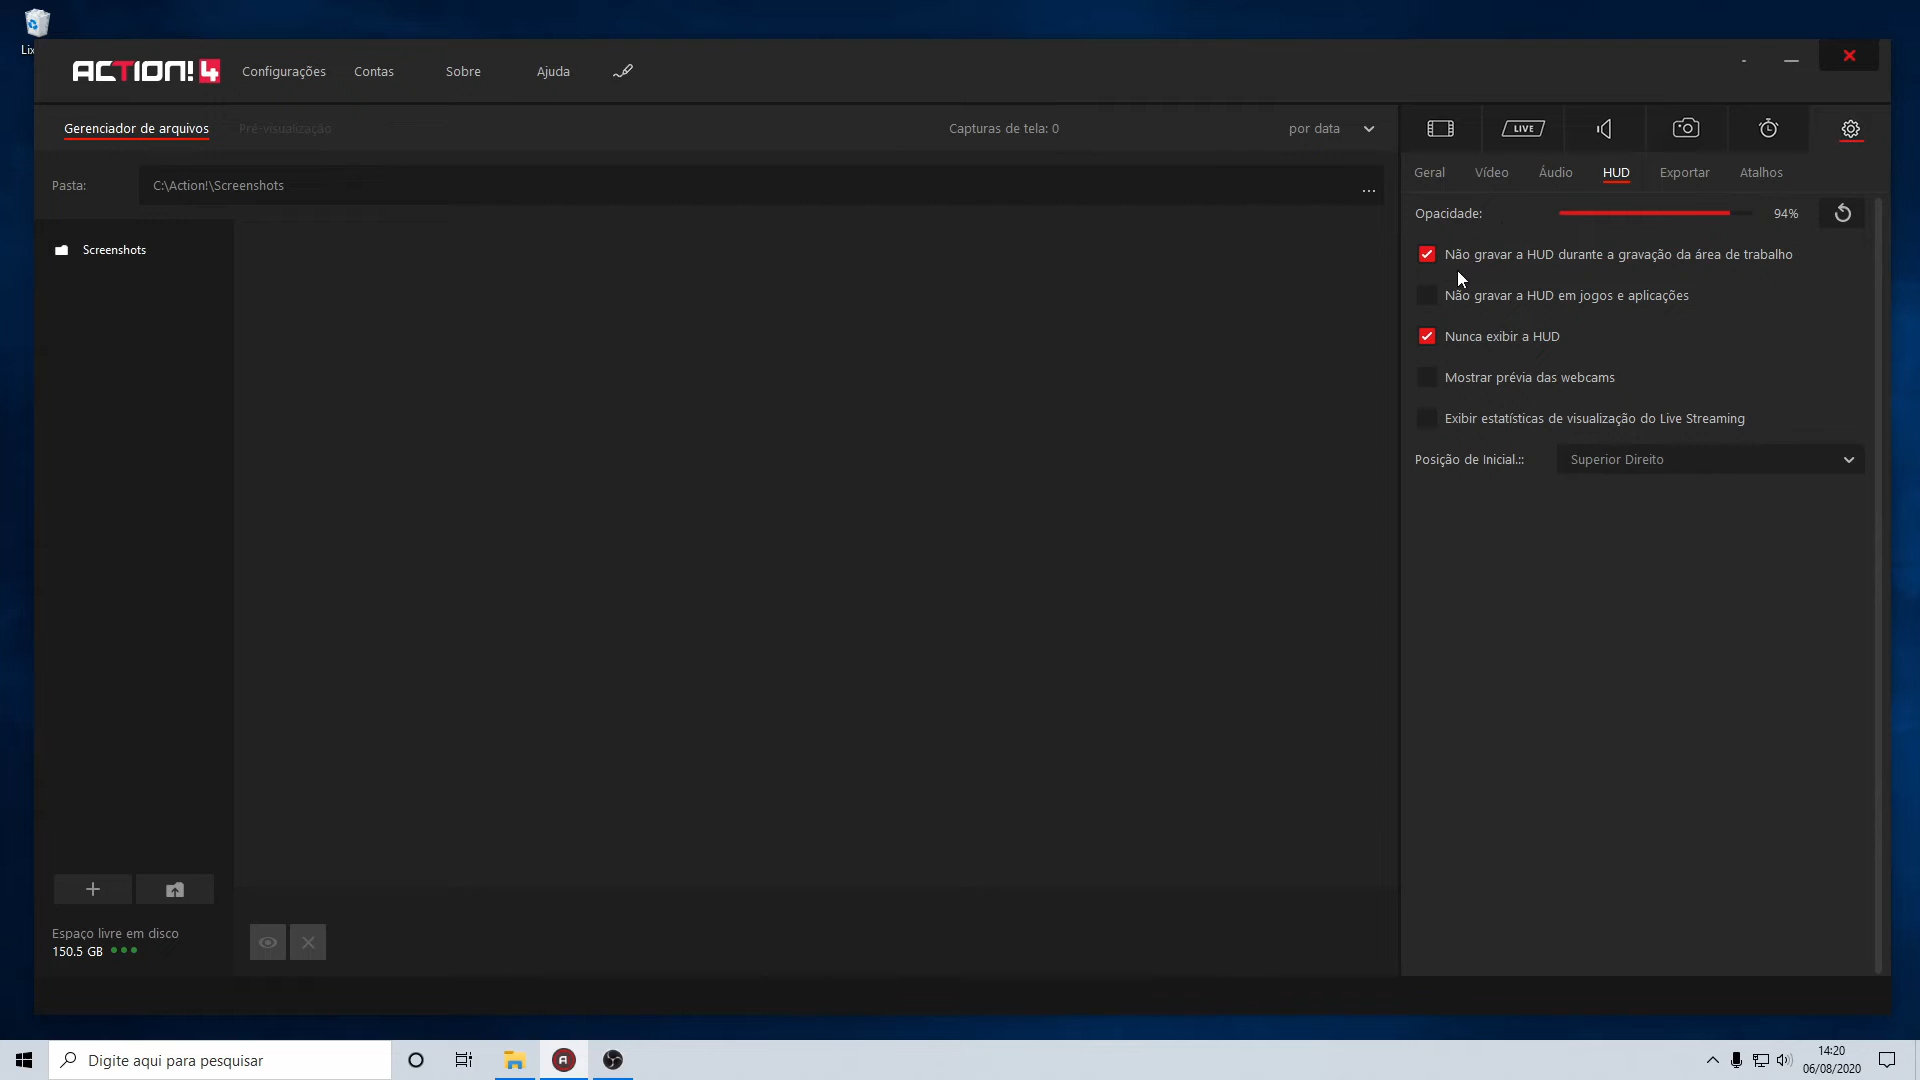 Lix
ACTION! 4
Configurações
Contas
Sobre
Ajuda
Gerenciador de arquivos
Pré-visualização
Capturas de tela: 0
por data
LIVE
Geral
Vídeo
Áudio
HUD
Exportar
Atalhos
Pasta:
C:\Action!\Screenshots
...
Screenshots
Opacidade:
94%
Não gravar a HUD durante a gravação da área de trabalho
Não gravar a HUD em jogos e aplicações
Nunca exibir a HUD
Mostrar prévia das webcams
Exibir estatísticas de visualização do Live Streaming
Posição de Inicial.::
Superior Direito
Espaço livre em disco
150.5 GB
Digite aqui para pesquisar
14:20
06/08/2020